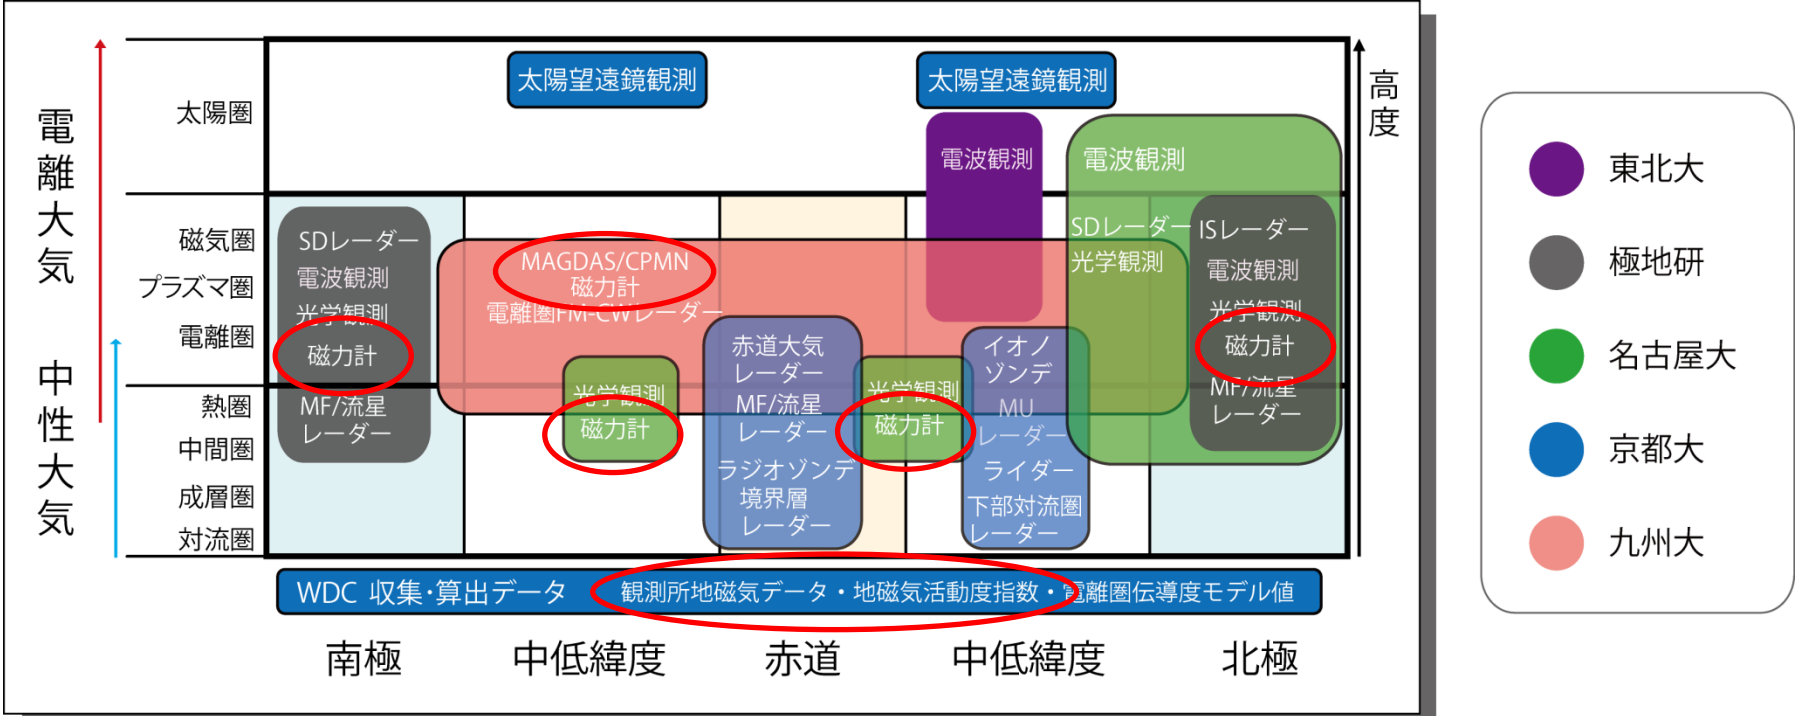 太陽望遠鏡観測
太陽望遠鏡観測
高度
電離大気
中性大気
太陽圏
磁気圏
プラズマ圏
電離圏
熱圏
中間圏
成層圏
対流圏
SDレーダー
電波観測
光学観測
磁力計
MF/流星
レーダー
MAGDAS/CPMN
磁力計
電離圏FM-CWレーダー
光学観測
磁力計
赤道大気
レーダー
MF/流星
レーダー
ラジオゾンデ
境界層
レーダー
光学観測
磁力計
電波観測
イオノ
ゾンデ
MU
レーダー
ライダー
下部対流圏
レーダー
電波観測
SDレーダー
光学観測
ISレーダー
電波観測
光学観測
磁力計
MF/流星
レーダー
WDC 収集・算出データ 観測所地磁気データ・地磁気活動度指数・電離圏伝導度モデル値
南極 中低緯度 赤道 中低緯度 北極
東北大
極地研
名古屋大
京都大
九州大